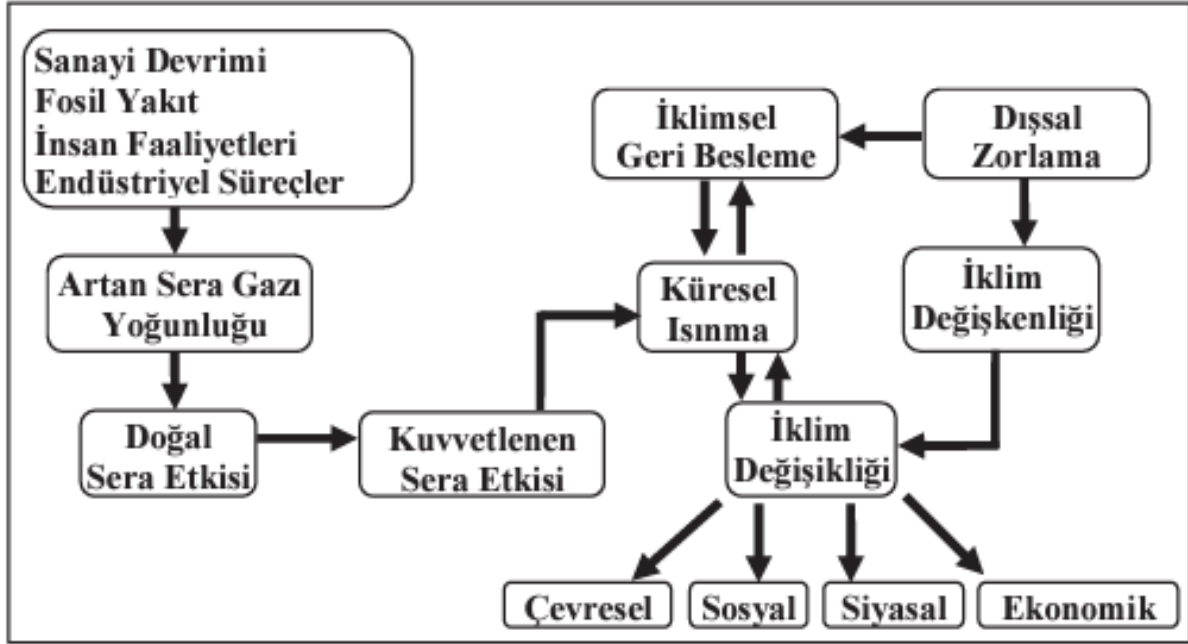 Sanayi Devrimi
Fosil Yakıt
İnsan Faaliyetleri
Endüstriyel Süreçler
Artan Sera Gazı
Yoğunluğu
Doğal
Sera Etkisi
Kuvvetlenen
Sera Etkisi
İklimsel
Geri Besleme
Dışsal
Zorlama
Küresel
Isınma
İklim
Değişkenliği
İklim
Değişikliği
Çevresel
Sosyal
Siyasal
Ekonomik